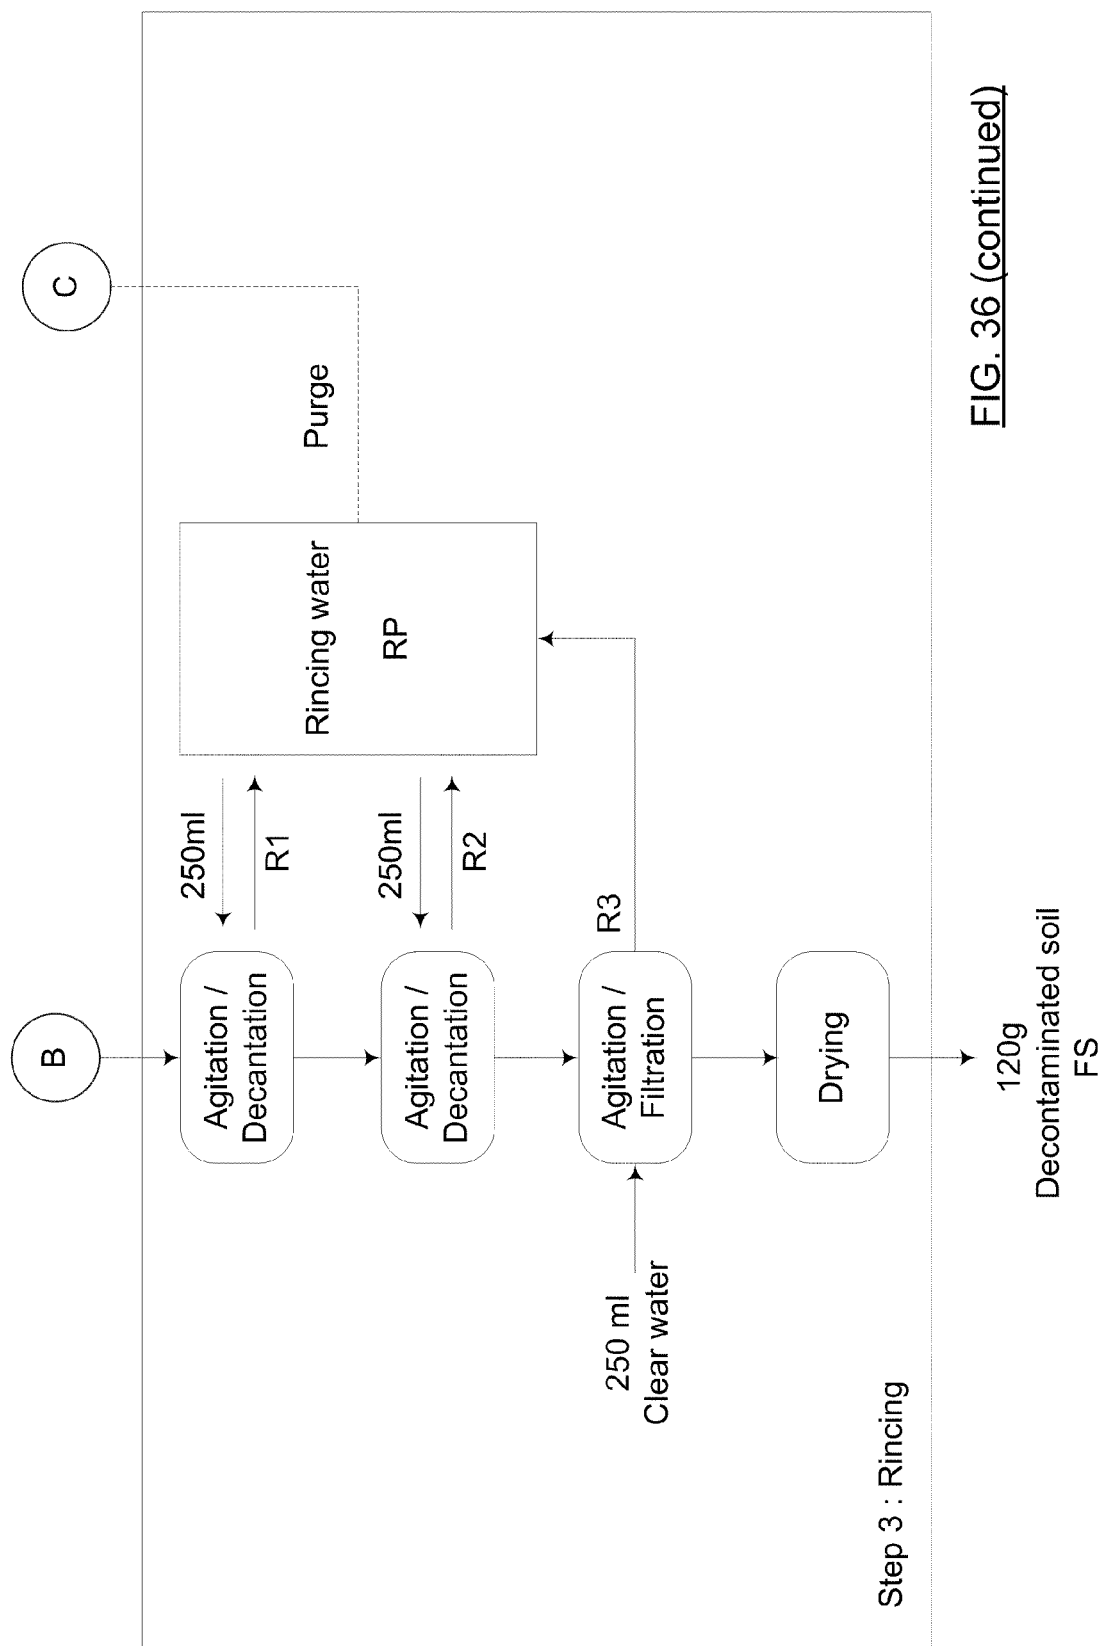 B
C
Agitation /
Decantation
250ml
R1
Rincing water
RP
Purge
Agitation /
Decantation
250ml
R2
250 ml
Clear water
Agitation /
Filtration
R3
Drying
Step 3 : Rincing
120g
Decontaminated soil
FS
FIG. 36 (continued)